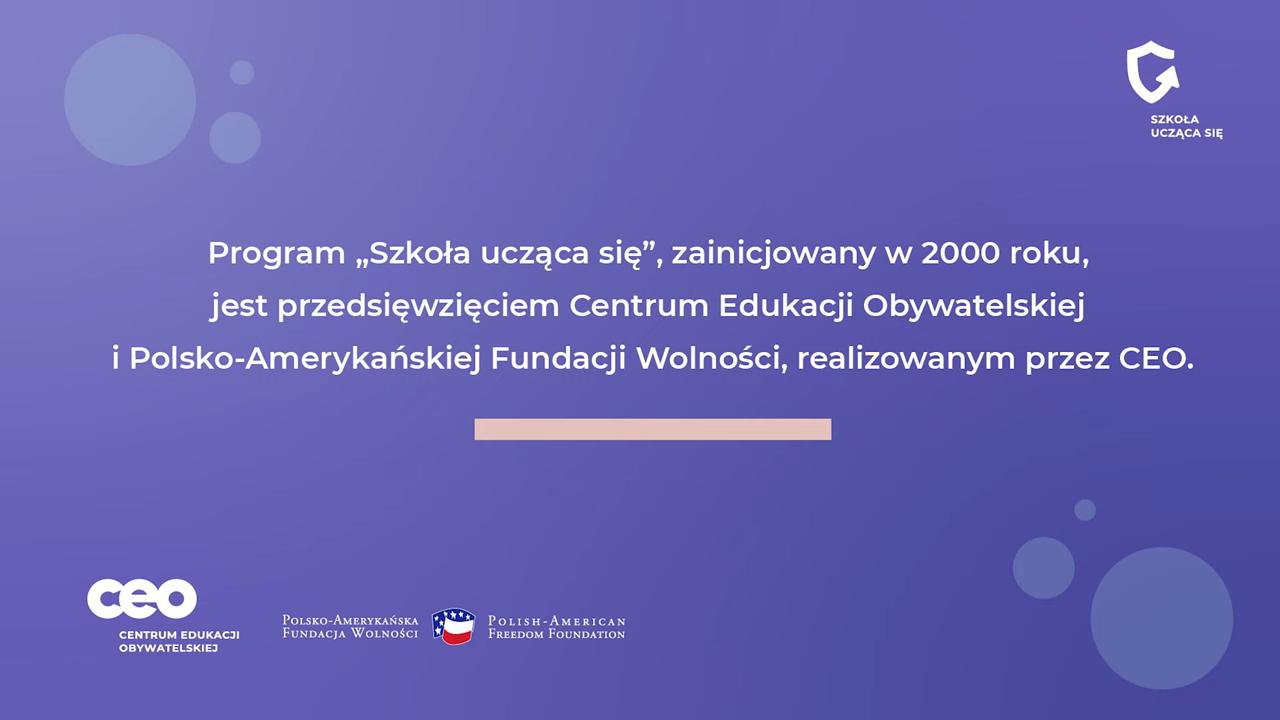 SZKOŁA
UCZĄCA SIĘ
Program „Szkoła ucząca się”, zainicjowany w 2000 roku,
jest przedsięwzięciem Centrum Edukacji Obywatelskiej
i Polsko-Amerykańskiej Fundacji Wolności, realizowanym przez CEO.
ceo
CENTRUM EDUKACJI
OBYWATELSKIEJ
POLSKO-AMERYKAŃSKA
FUNDACJA WOLNOŚCI
POLISH-AMERICAN
FREEDOM FOUNDATION